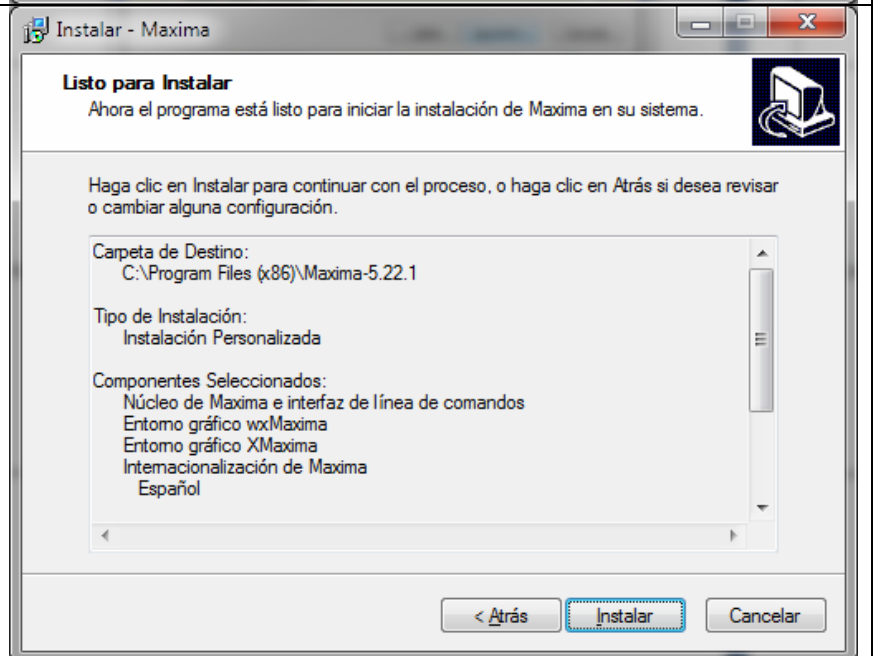 Instalar - Maxima
Listo para Instalar
Ahora el programa está listo para iniciar la instalación de Maxima en su sistema.
Haga clic en Instalar para continuar con el proceso, o haga clic en Atrás si desea revisar
o cambiar alguna configuración.
Carpeta de Destino:
C:\Program Files (x86)\Maxima-5.22.1
Tipo de Instalación:
Instalación Personalizada
Componentes Seleccionados:
Núcleo de Maxima e interfaz de línea de comandos
Entorno gráfico wxMaxima
Entorno gráfico XMaxima
Internacionalización de Maxima
Español
< Atrás Instalar Cancelar